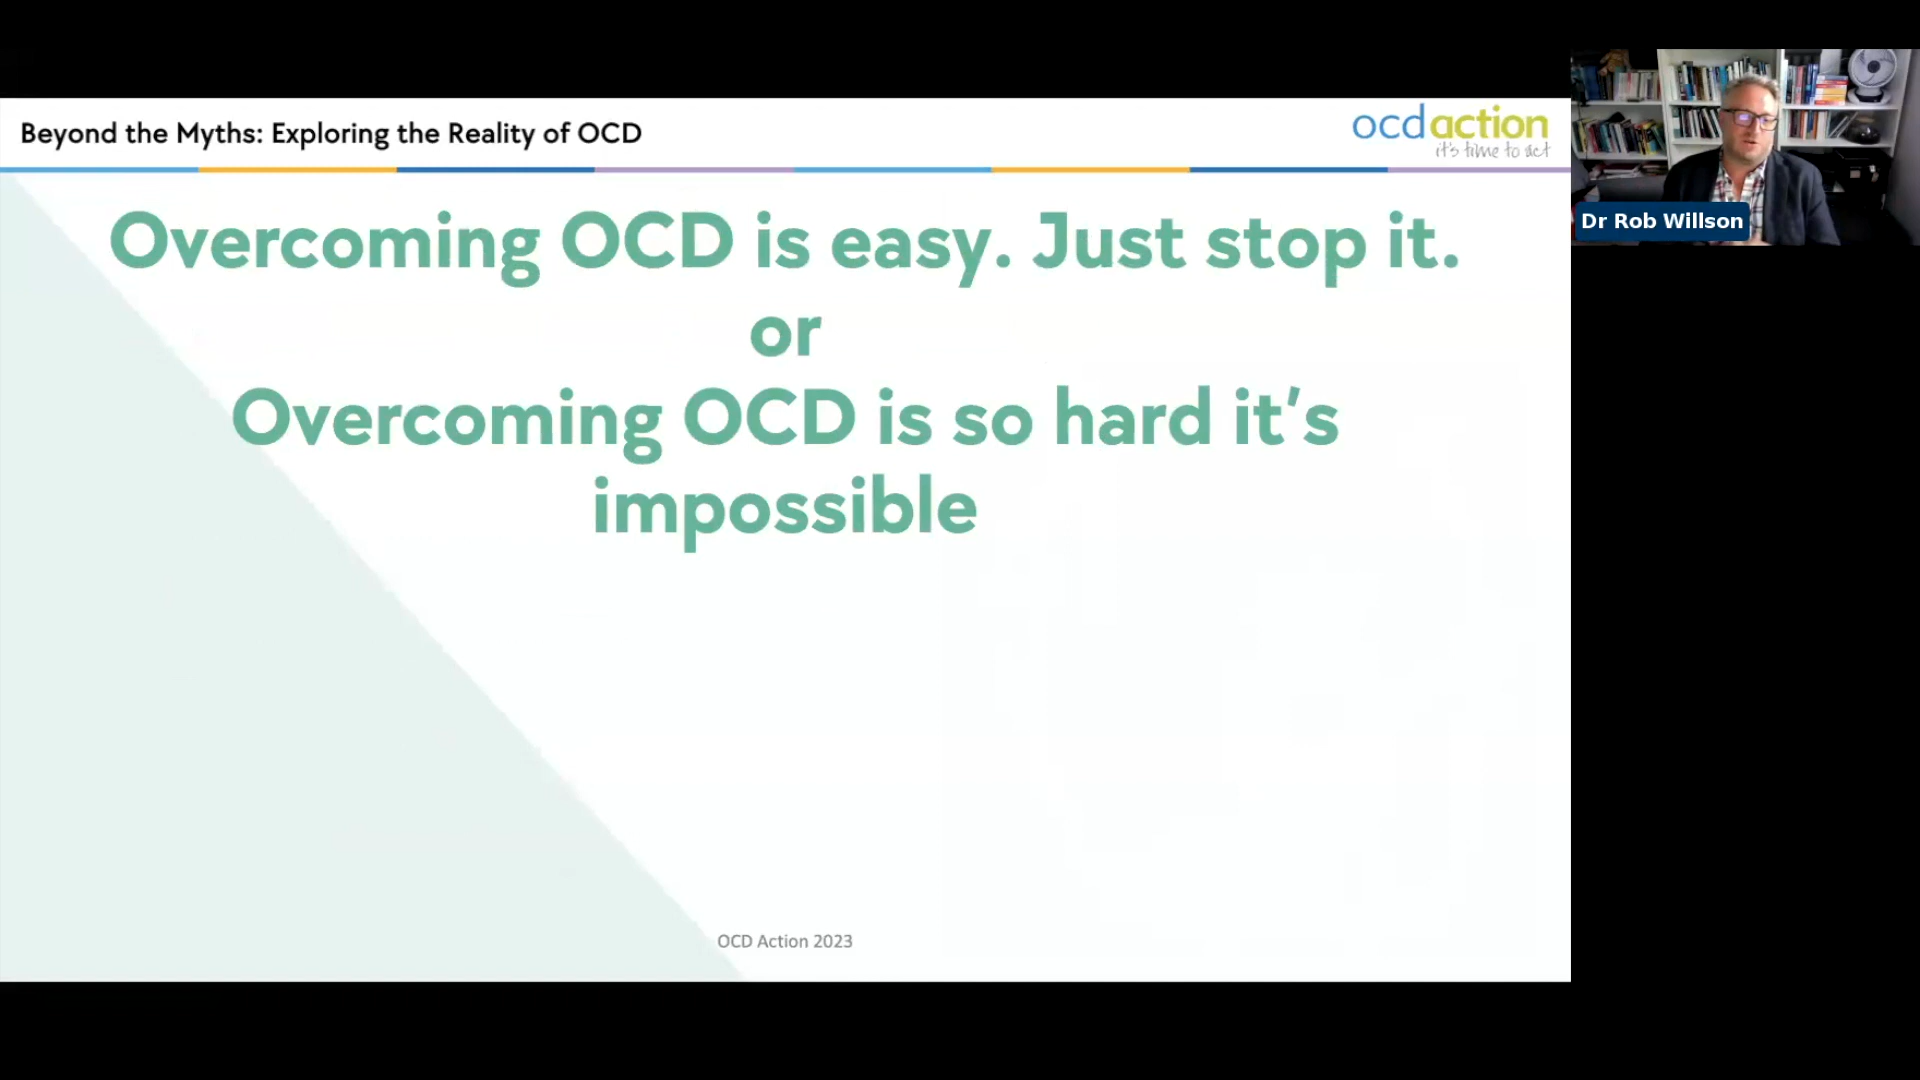 Beyond the Myths: Exploring the Reality of OCD
ocdaction
it's time to act
Dr Rob Willson
Overcoming OCD is easy. Just stop it.
or
Overcoming OCD is so hard it’s
impossible
OCD Action 2023